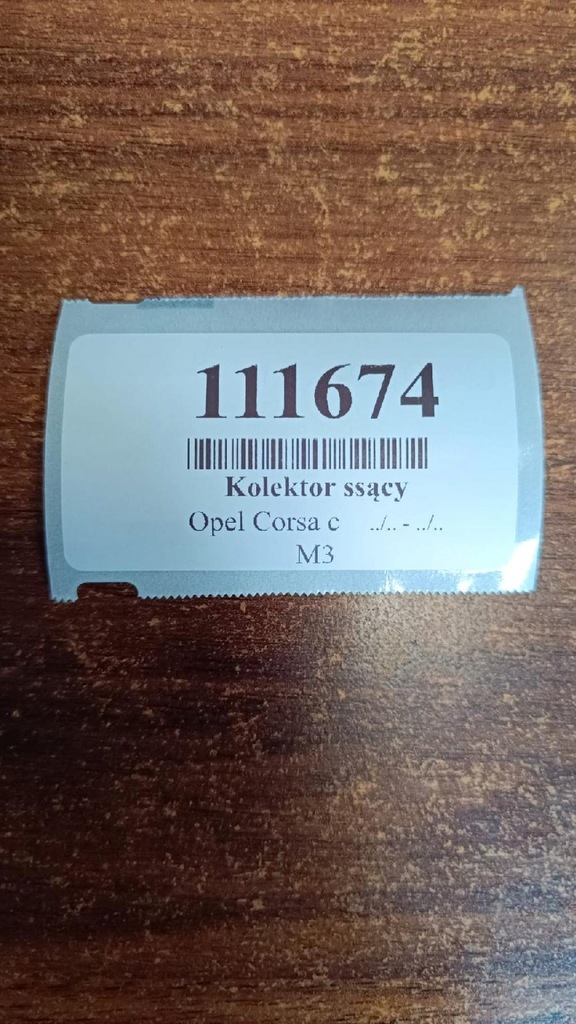 111674
Kolektor ssący
Opel Corsa c ../.. - ../..
M3